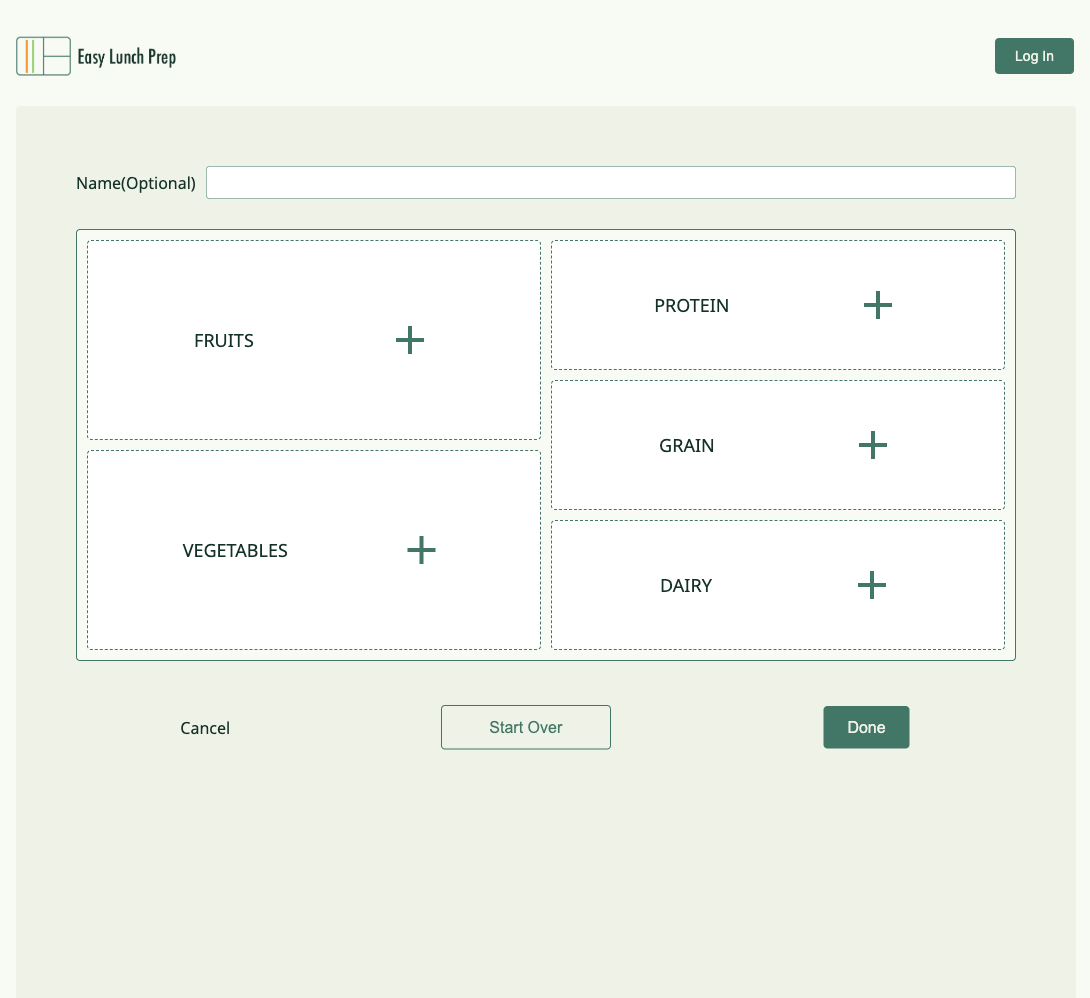 Easy Lunch Prep
Log In
Name(Optional)
FRUITS
VEGETABLES
PROTEIN
GRAIN
DAIRY
Cancel
Start Over
Done